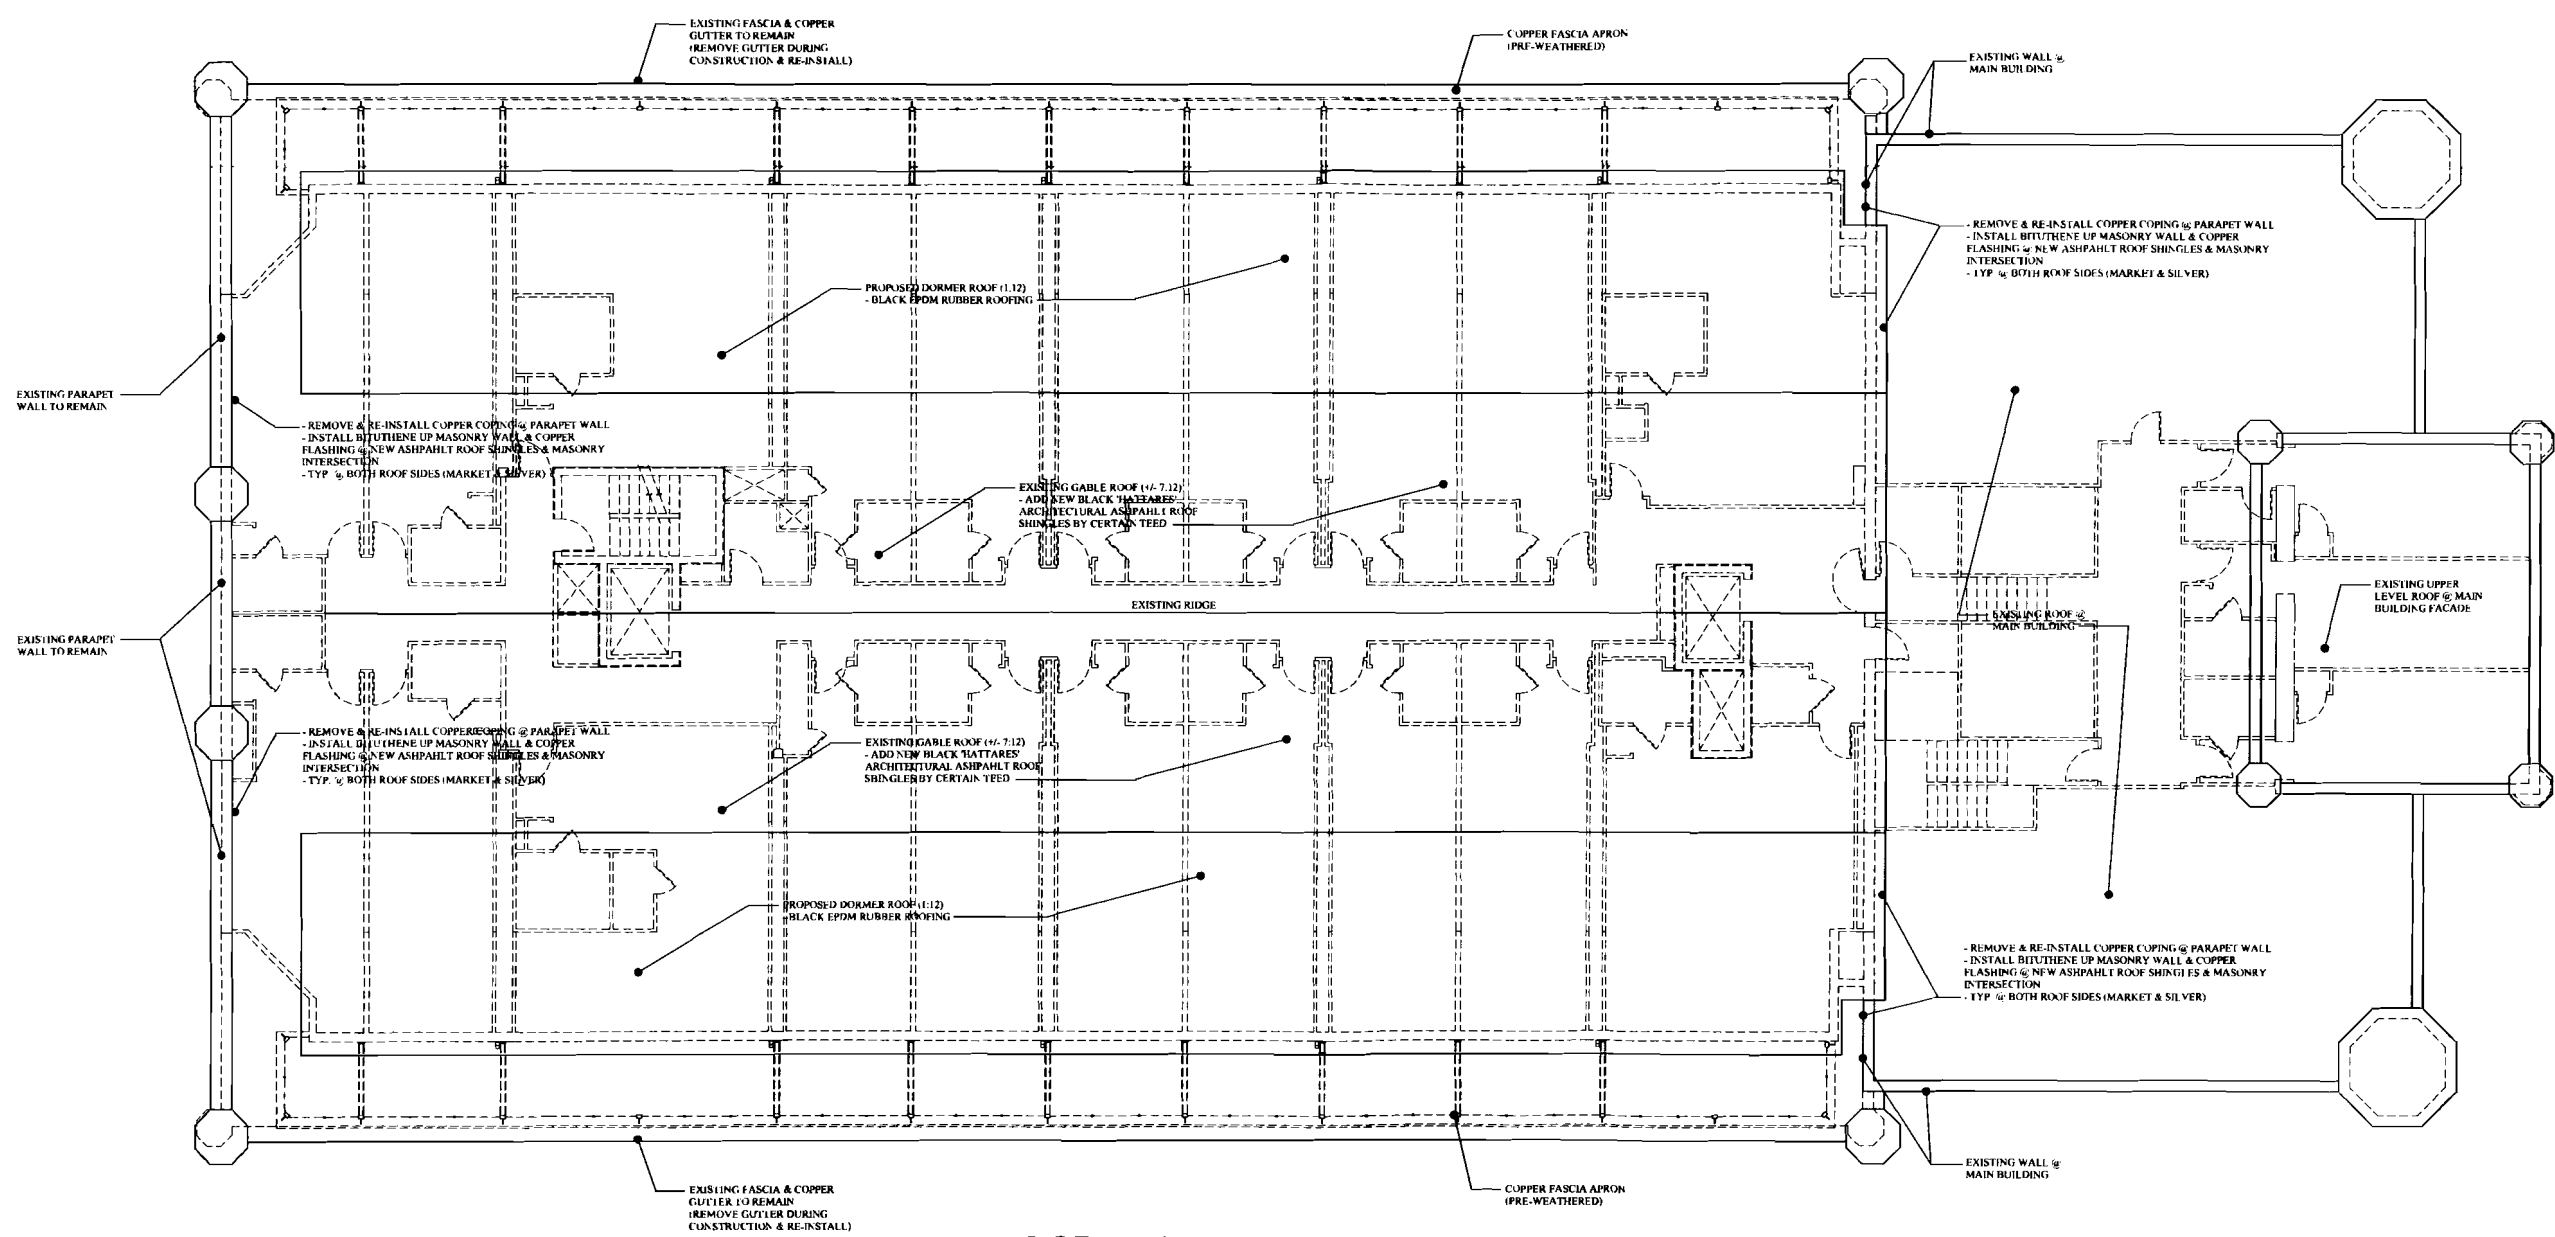 EXISTING FASCIA & COPPER
GUTTER TO REMAIN
(REMOVE GUTTER DURING
CONSTRUCTION & RE-INSTALL)
COPPER FASCIA APRON
(PRE-WEATHERED)
EXISTING WALL @
MAIN BUILDING
- REMOVE & RE-INSTALL COPPER COPING @ PARAPET WALL
- INSTALL BITUTHENE UP MASONRY WALL & COPPER
FLASHING @ NEW ASHPAHLT ROOF SHINGLES & MASONRY
INTERSECTION
- TYP @ BOTH ROOF SIDES (MARKET & SILVER)
PROPOSED DORMER ROOF (1:12)
- BLACK EPDM RUBBER ROOFING
EXISTING PARAPET
WALL TO REMAIN
- REMOVE & RE-INSTALL COPPER COPING @ PARAPET WALL
- INSTALL BITUTHENE UP MASONRY WALL & COPPER
FLASHING @ NEW ASHPAHLT ROOF SHINGLES & MASONRY
INTERSECTION
- TYP @ BOTH ROOF SIDES (MARKET & SILVER)
EXISTING GABLE ROOF (+/- 7:12)
- ADD NEW BLACK 'HATTARES'
ARCHITECTURAL ASHPAHLT ROOF
SHINGLES BY CERTAIN TEED
EXISTING RIDGE
EXISTING ROOF @
MAIN BUILDING
EXISTING UPPER
LEVEL ROOF @ MAIN
BUILDING FACADE
EXISTING PARAPET
WALL TO REMAIN
- REMOVE & RE-INSTALL COPPER COPING @ PARAPET WALL
- INSTALL BITUTHENE UP MASONRY WALL & COPPER
FLASHING @ NEW ASHPAHLT ROOF SHINGLES & MASONRY
INTERSECTION
- TYP. @ BOTH ROOF SIDES (MARKET & SILVER)
EXISTING GABLE ROOF (+/- 7:12)
- ADD NEW BLACK 'HATTARES'
ARCHITECTURAL ASHPAHLT ROOF
SHINGLES BY CERTAIN TEED
PROPOSED DORMER ROOF (1:12)
- BLACK EPDM RUBBER ROOFING
- REMOVE & RE-INSTALL COPPER COPING @ PARAPET WALL
- INSTALL BITUTHENE UP MASONRY WALL & COPPER
FLASHING @ NEW ASHPAHLT ROOF SHINGLES & MASONRY
INTERSECTION
- TYP @ BOTH ROOF SIDES (MARKET & SILVER)
EXISTING WALL @
MAIN BUILDING
EXISTING FASCIA & COPPER
GUTTER TO REMAIN
(REMOVE GUTTER DURING
CONSTRUCTION & RE-INSTALL)
COPPER FASCIA APRON
(PRE-WEATHERED)